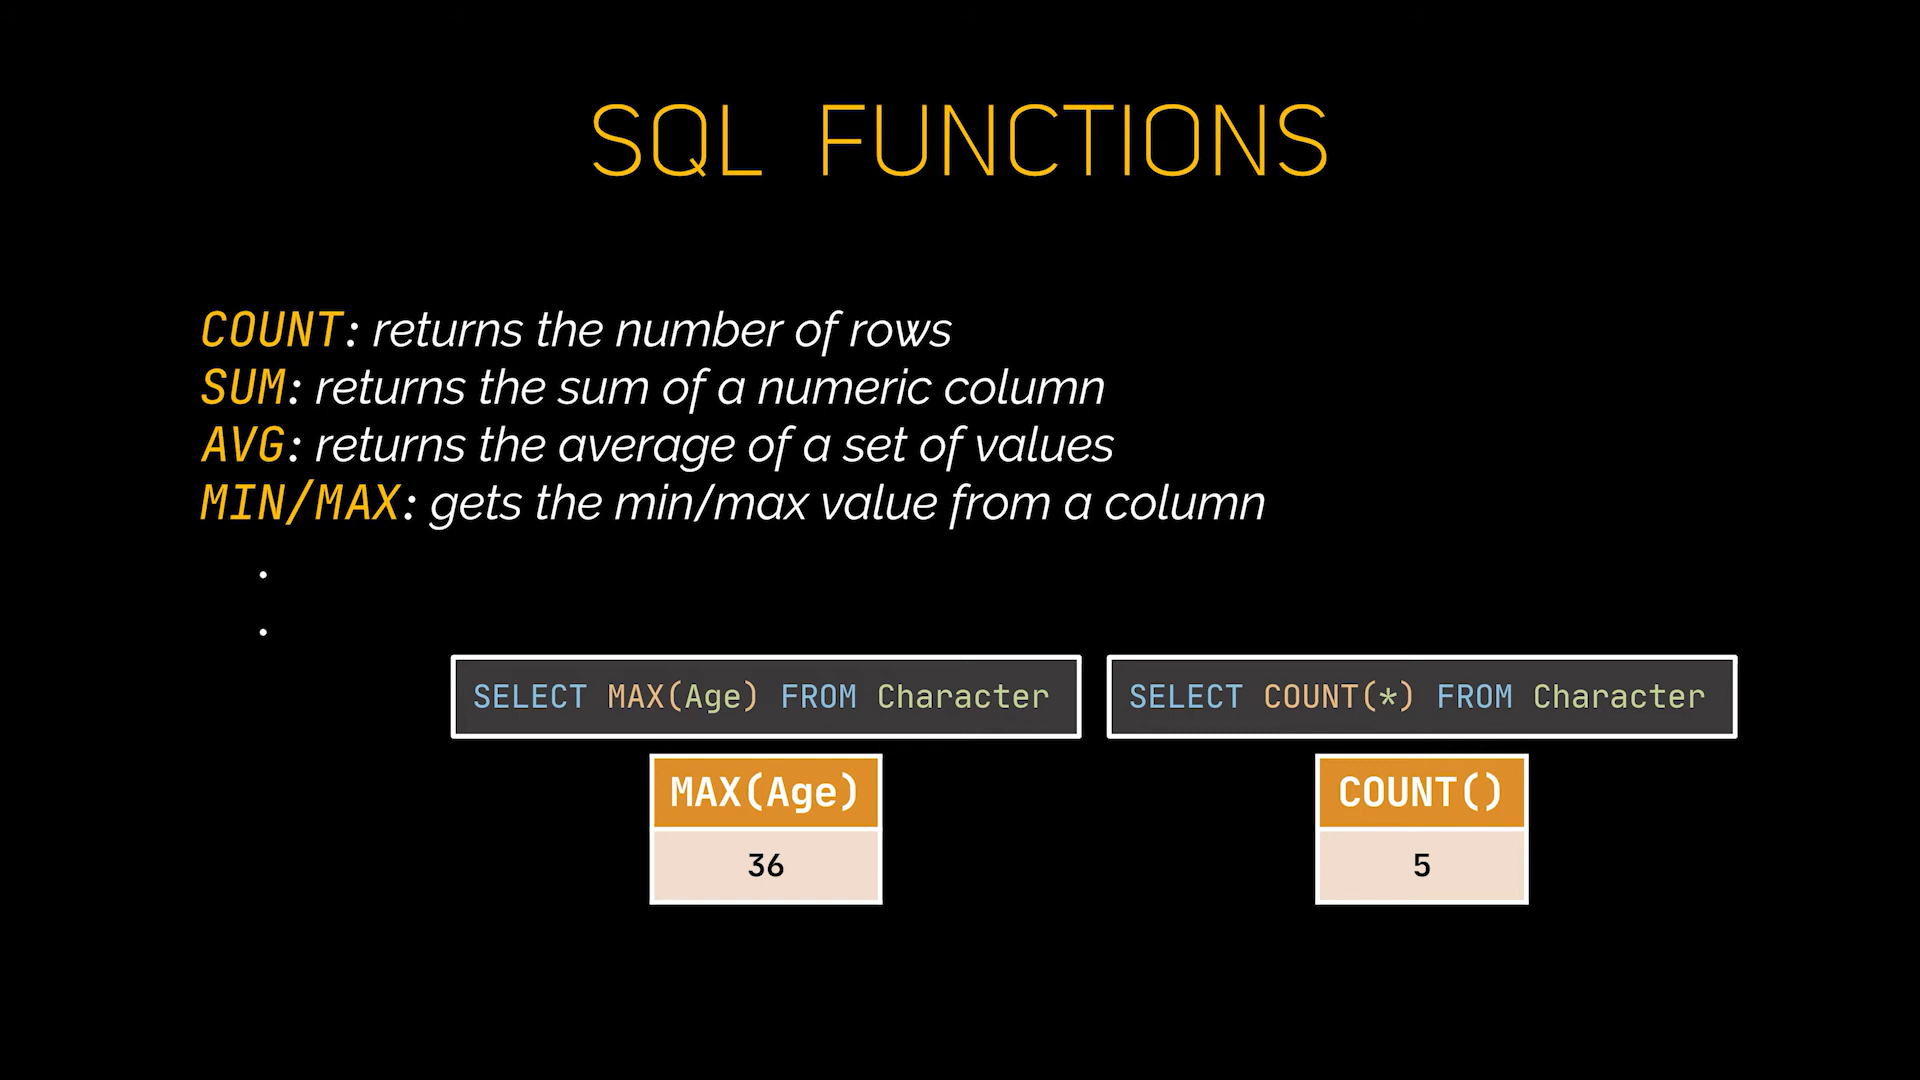 SQL FUNCTIONS
COUNT: returns the number of rows
SUM: returns the sum of a numeric column
AVG: returns the average of a set of values
MIN/MAX: gets the min/max value from a column
.
.
SELECT MAX(Age) FROM Character
SELECT COUNT(*) FROM Character
MAX(Age)
36
COUNT()
5